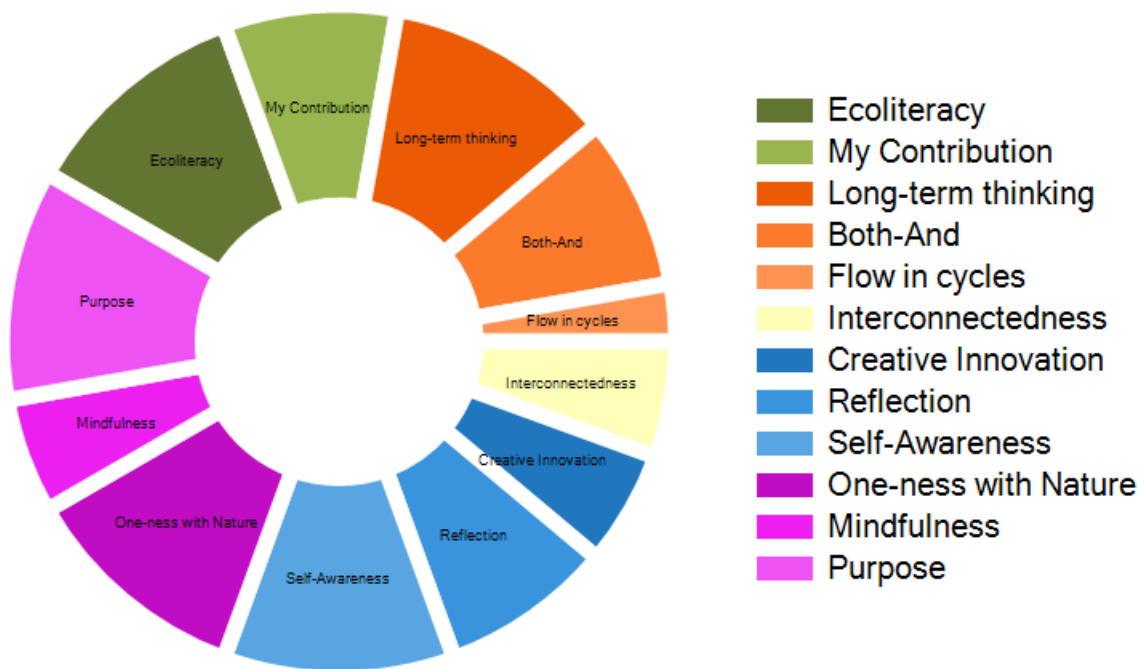 My Contribution
Long-term thinking
Ecoliteracy
Both-And
Purpose
Flow in cycles
Interconnectedness
Mindfulness
Creative Innovation
One-ness with Nature
Reflection
Self-Awareness
Ecoliteracy
My Contribution
Long-term thinking
Both-And
Flow in cycles
Interconnectedness
Creative Innovation
Reflection
Self-Awareness
One-ness with Nature
Mindfulness
Purpose